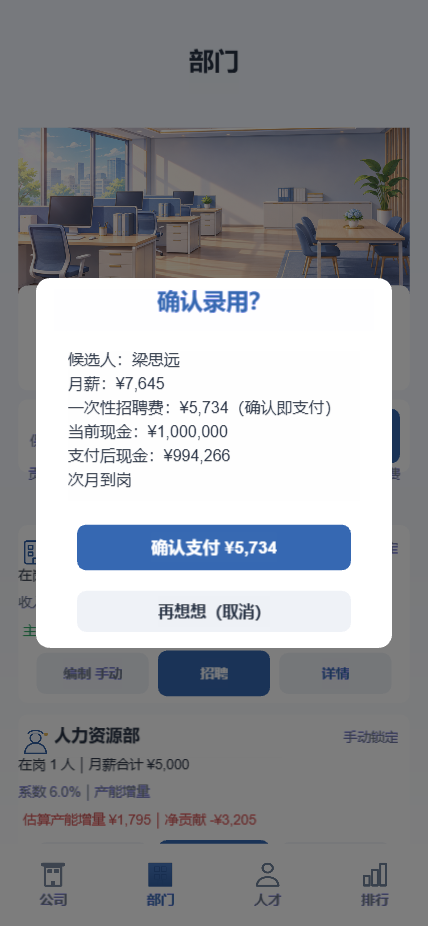 部门
确认录用?
候选人：梁思远
月薪：¥7,645
一次性招聘费：¥5,734（确认即支付）
当前现金：¥1,000,000
支付后现金：¥994,266
次月到岗
确认支付 ¥5,734
再想想（取消）
编制 手动
招聘
详情
人力资源部
手动锁定
在岗 1 人｜月薪合计 ¥5,000
系数 6.0%｜产能增量
估算产能增量 ¥1,795｜净贡献 -¥3,205
公司
部门
人才
排行